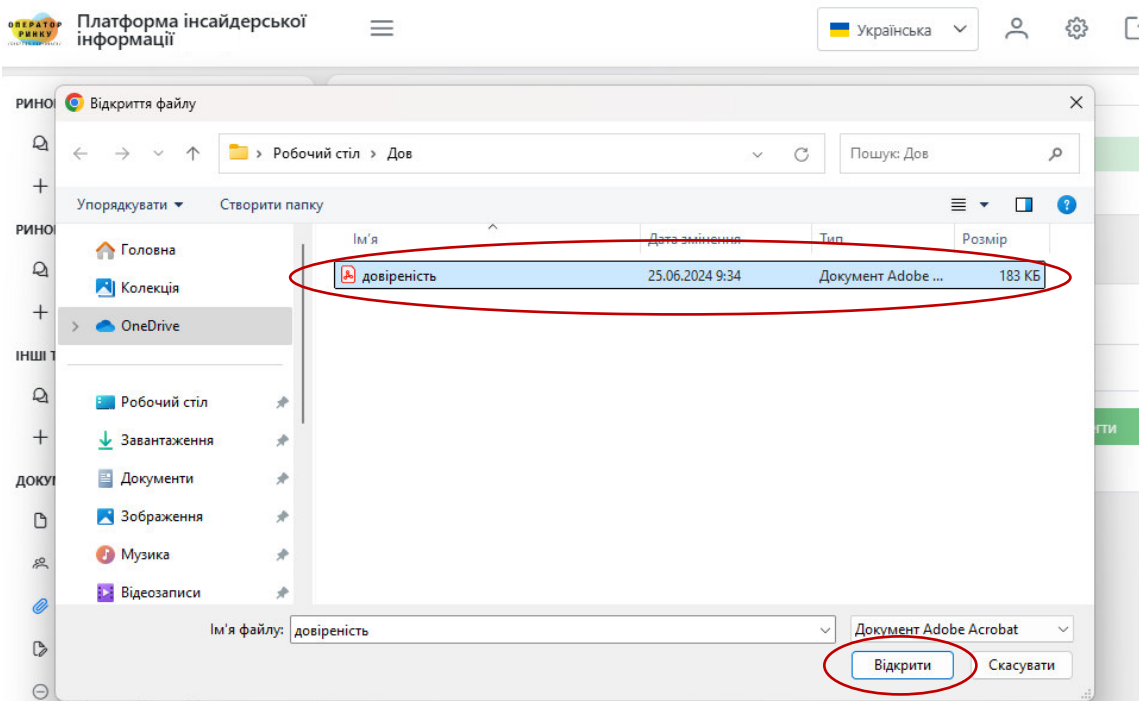 ОПЕРАТОР
РИНКУ
Платформа інсайдерської
інформації
Українська
РИНО
РИНО
ІНШІ Т
ДОКУМ
Відкриття файлу
Робочий стіл › Дов
Пошук: Дов
Упорядкувати Створити папку
Головна
Колекція
OneDrive
Робочий стіл
Завантаження
Документи
Зображення
Музика
Відеозаписи
Ім'я Дата змінення Тип Розмір
довіреність 25.06.2024 9:34 Документ Adobe ... 183 КБ
Ім'я файлу: довіреність Документ Adobe Acrobat
Відкрити Скасувати